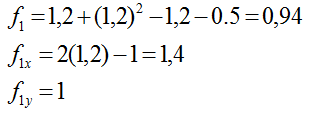 f₁ = 1,2 + (1,2)² − 1,2 − 0.5 = 0,94
f₁ₓ = 2(1,2) − 1 = 1,4
f₁ᵧ = 1